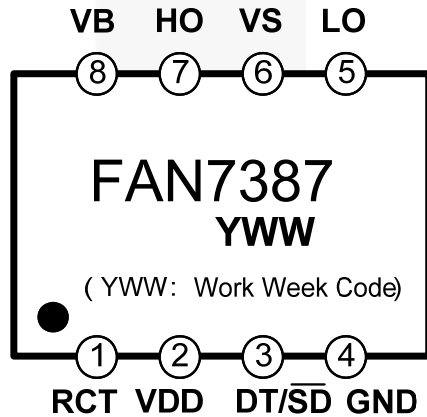 VB HO VS LO
8 7 6 5
FAN7387
YWW
( YWW: Work Week Code)
1 2 3 4
RCT VDD DT/S̅D̅ GND